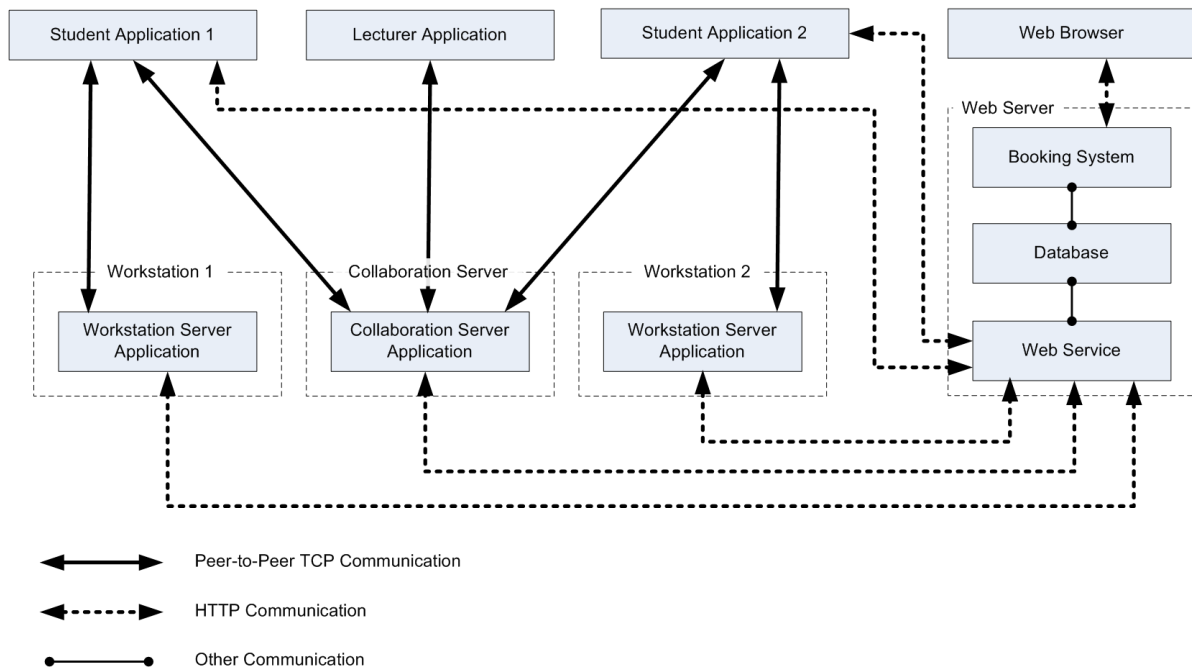 Student Application 1
Lecturer Application
Student Application 2
Web Browser
Web Server
Booking System
Database
Web Service
Workstation 1
Workstation Server
Application
Collaboration Server
Collaboration Server
Application
Workstation 2
Workstation Server
Application
Peer-to-Peer TCP Communication
HTTP Communication
Other Communication